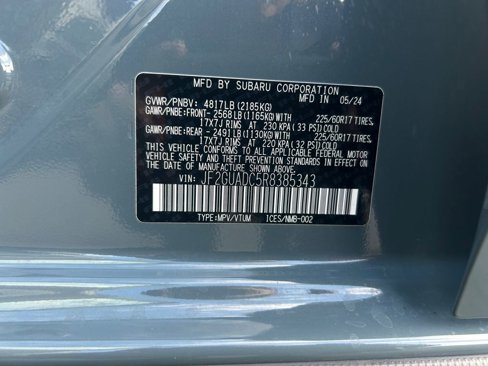 MFD BY SUBARU CORPORATION
GVWR/PNBV: 4817LB (2185KG) MFD IN 05/24
GAWR/PNBE:FRONT- 2568LB (1165KG)WITH 225/60R17 TIRES,
17X7J RIMS AT 230 KPA (33 PSI)COLD
GAWR/PNBE:REAR - 2491LB (1130KG)WITH 225/60R17 TIRES,
17X7J RIMS AT 220 KPA (32 PSI)COLD
THIS VEHICLE CONFORMS TO ALL APPLICABLE FEDERAL MOTOR
VEHICLE SAFETY, BUMPER, AND THEFT PREVENTION STANDARDS
IN EFFECT ON THE DATE OF MANUFACTURE SHOWN ABOVE.
VIN: JF2GUADC5R8385343
TYPE:MPV/VTUM ICES/NMB-002